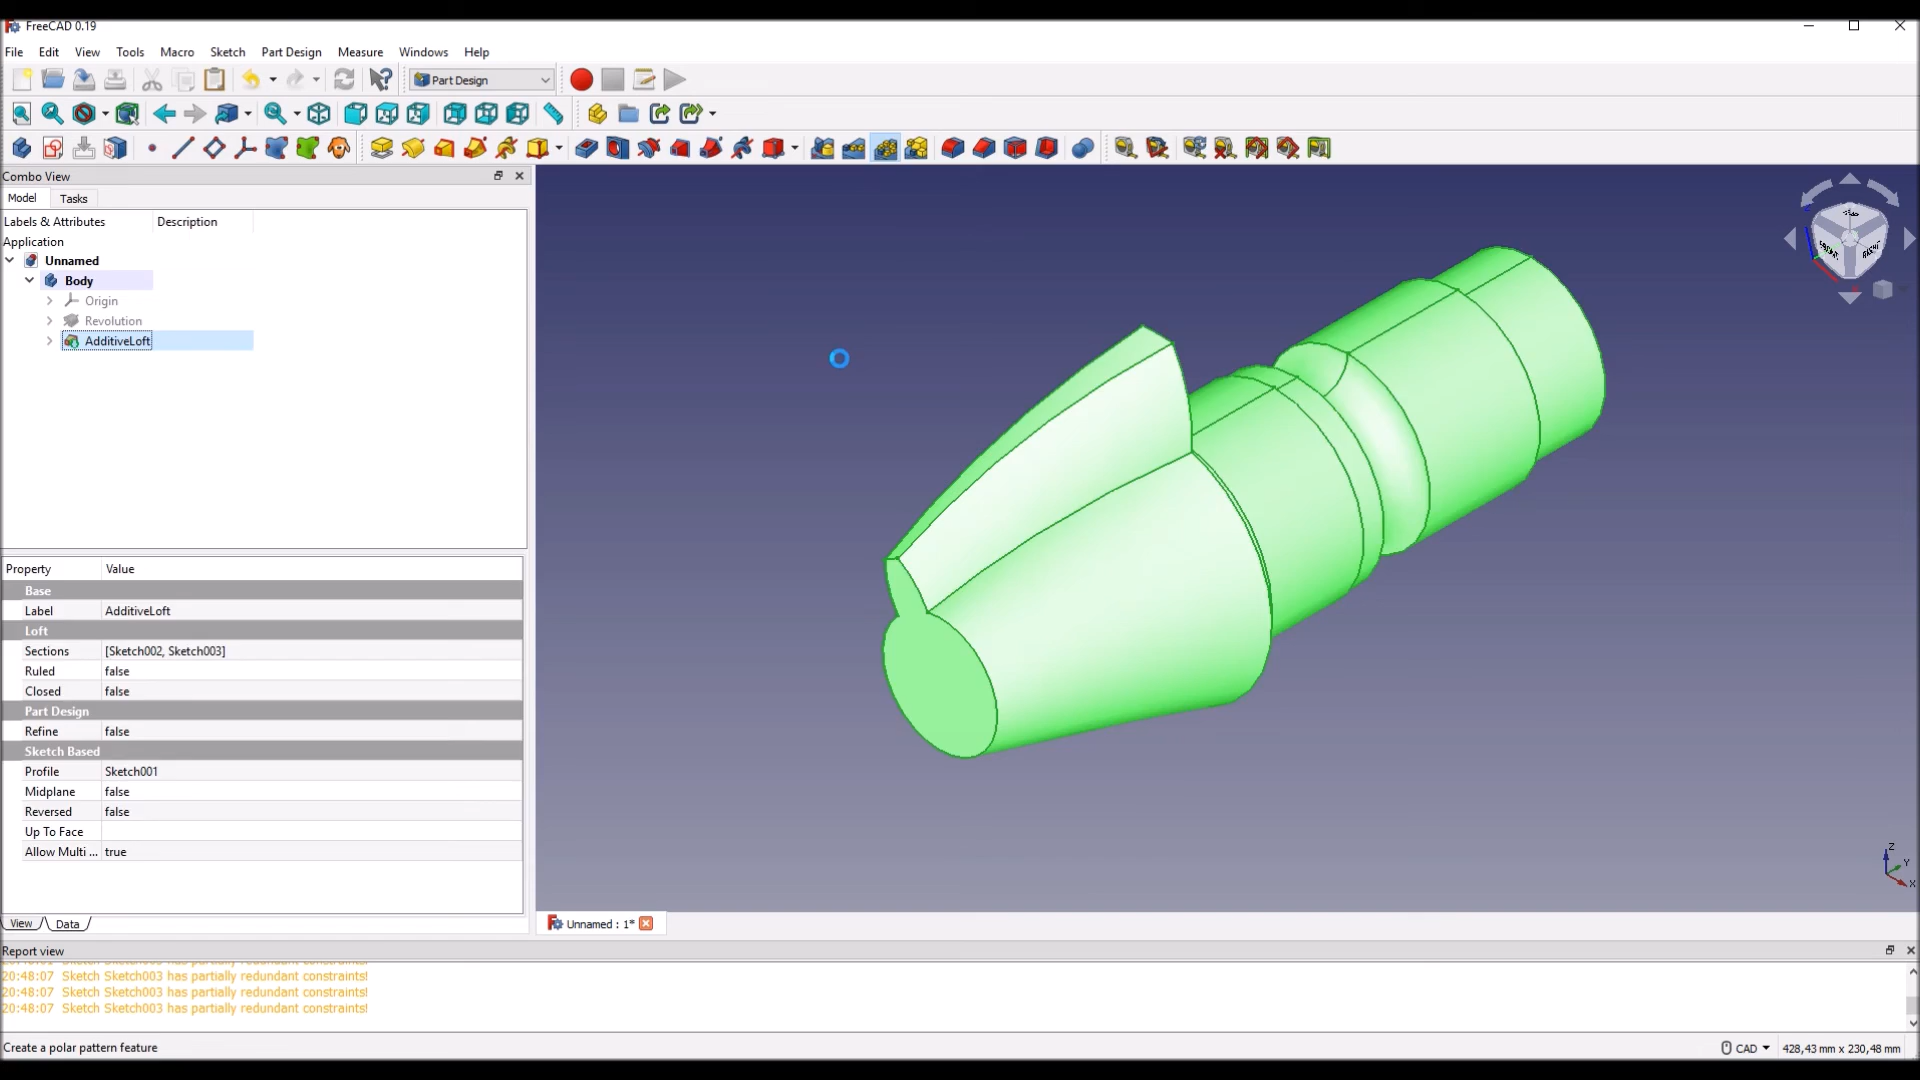 FreeCAD 0.19
File Edit View Tools Macro Sketch Part Design Measure Windows Help
Part Design
Combo View
Model Tasks
Labels & Attributes Description
Application
Unnamed
Body
Origin
Revolution
AdditiveLoft
Property Value
Base
Label AdditiveLoft
Loft
Sections [Sketch002, Sketch003]
Ruled false
Closed false
Part Design
Refine false
Sketch Based
Profile Sketch001
Midplane false
Reversed false
Up To Face
Allow Multi ... true
View Data
Z
Y
X
Unnamed : 1*
Report view
20:48:07 Sketch Sketch003 has partially redundant constraints!
20:48:07 Sketch Sketch003 has partially redundant constraints!
20:48:07 Sketch Sketch003 has partially redundant constraints!
Create a polar pattern feature
CAD 428,43 mm x 230,48 mm